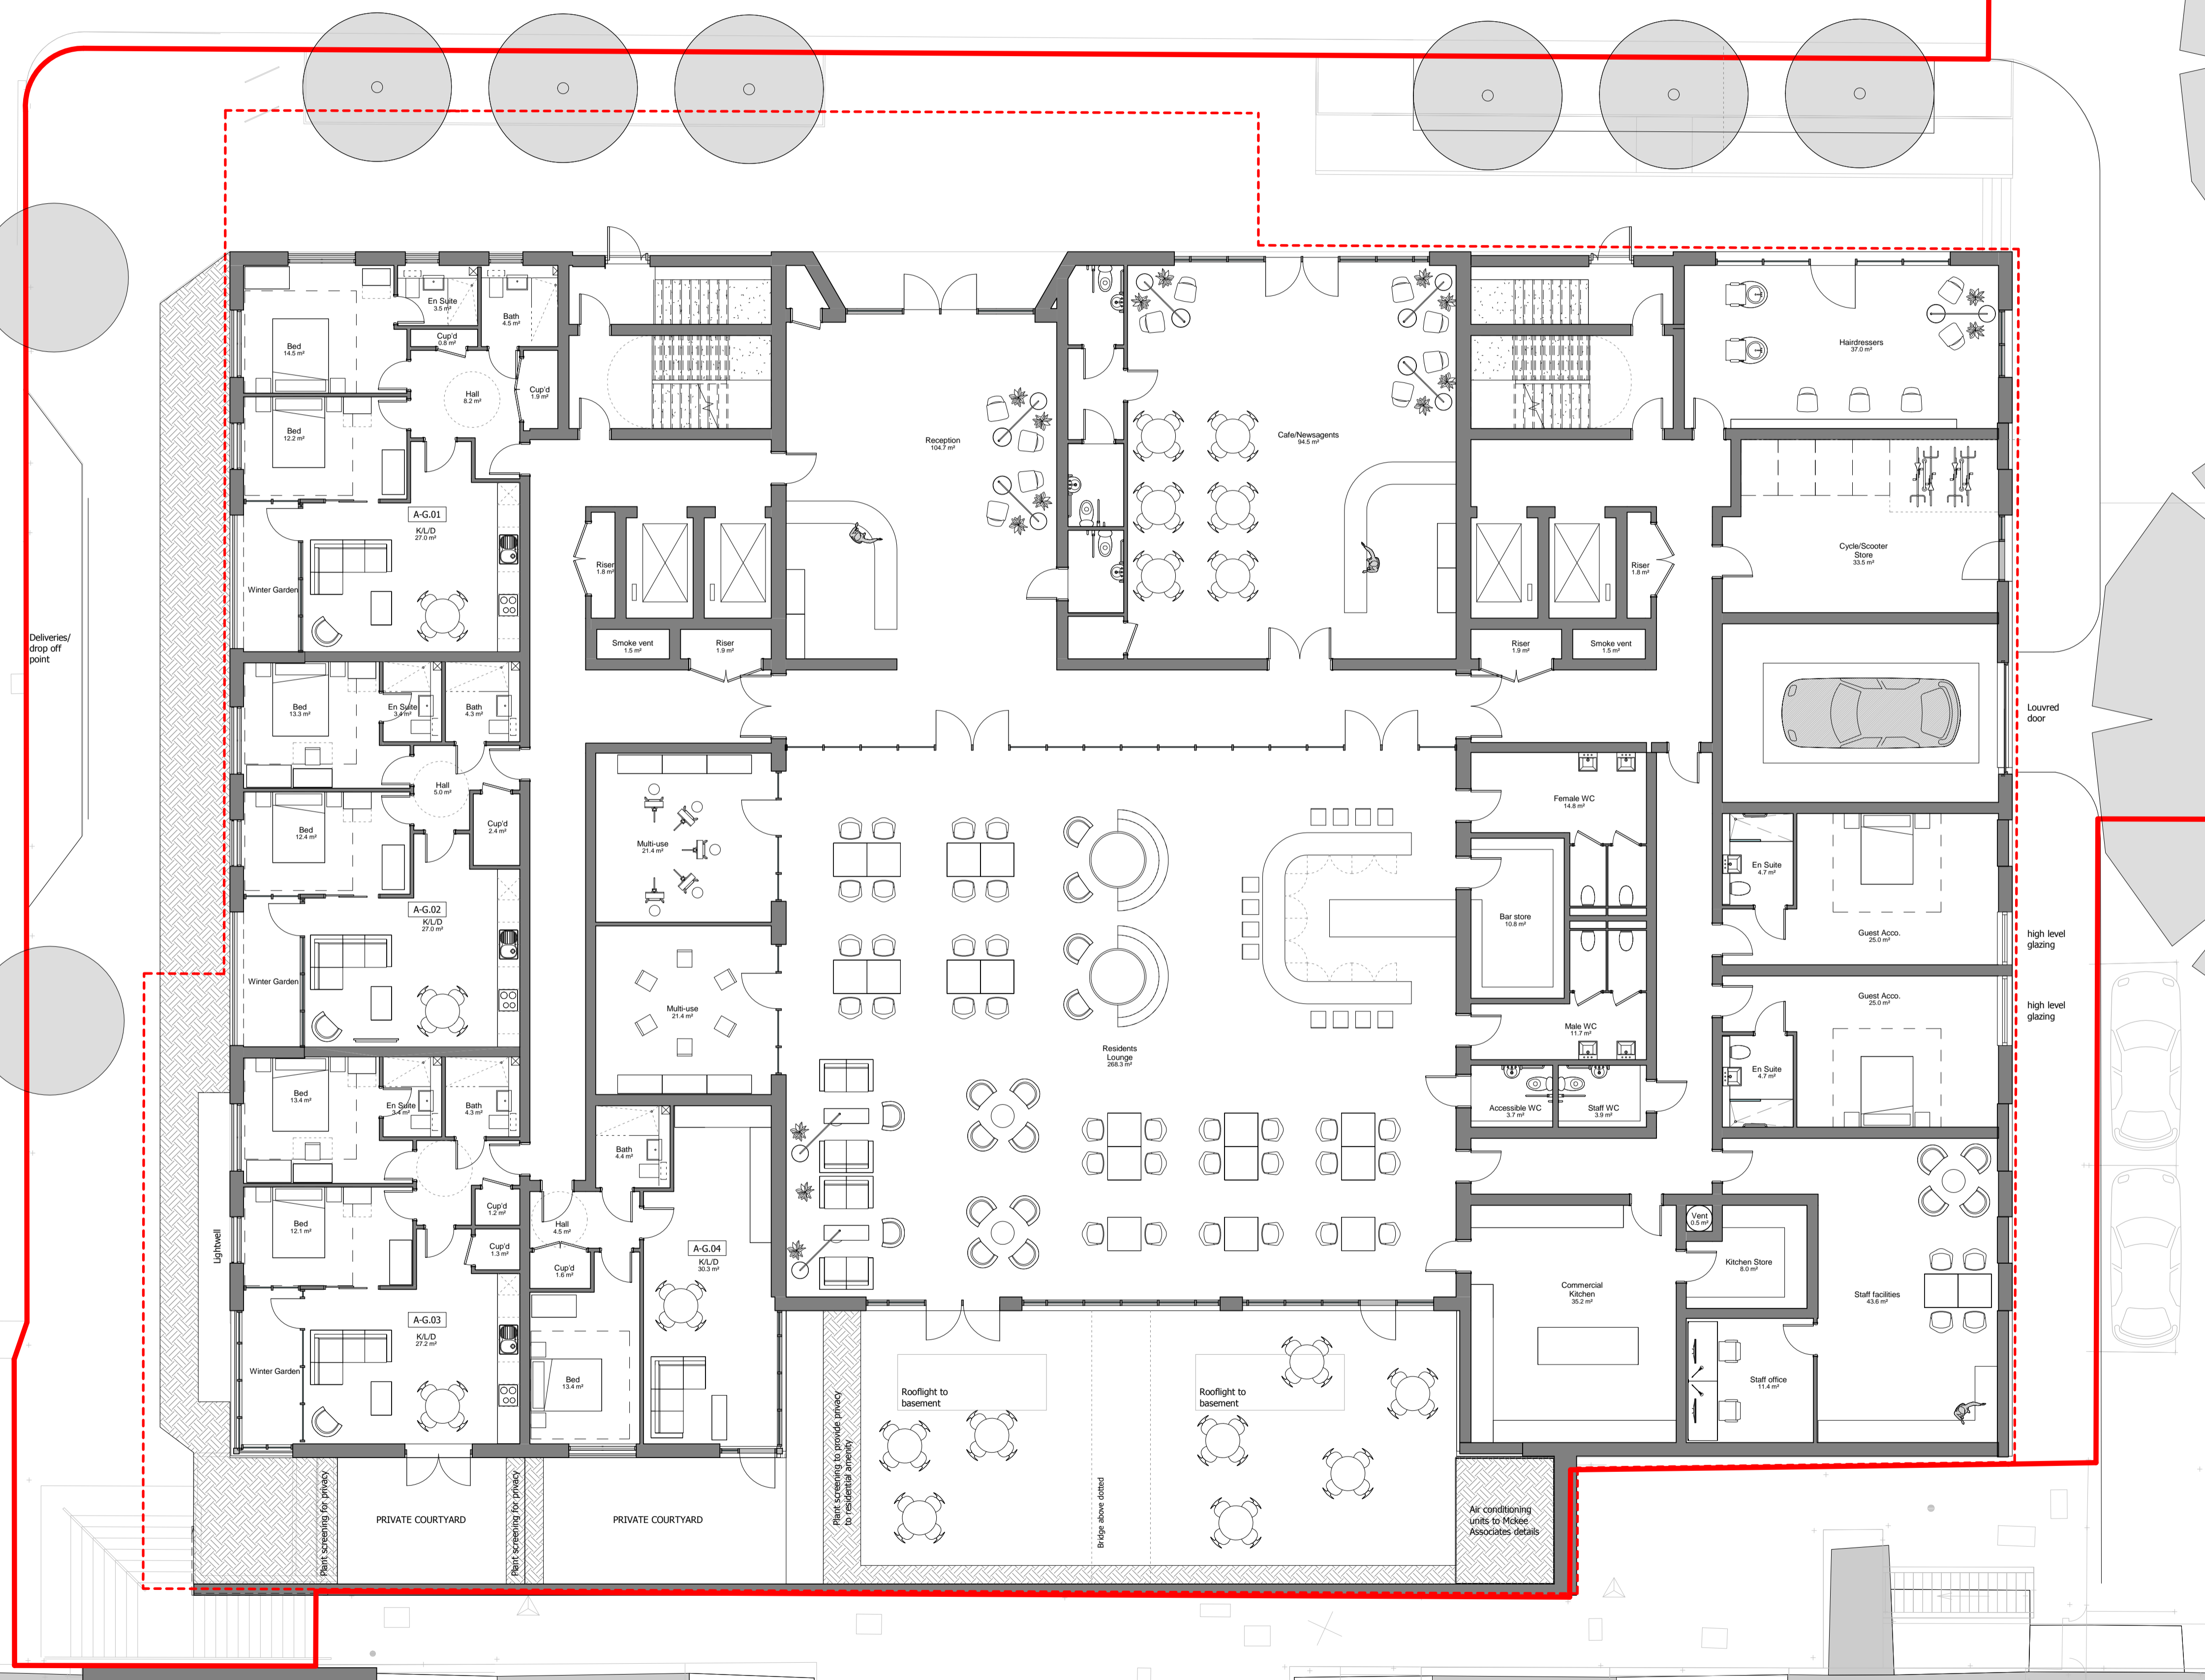 En Suite
3.5 m²
Bath
4.5 m²
Cup'd
0.8 m²
Bed
14.5 m²
Cup'd
1.9 m²
Hall
8.2 m²
Bed
12.2 m²
A-G.01
K/L/D
27.0 m²
Winter Garden
Riser
1.8 m²
Smoke vent
1.5 m²
Riser
1.9 m²
Reception
104.7 m²
Cafe/Newsagents
94.5 m²
Hairdressers
37.0 m²
Cycle/Scooter
Store
33.5 m²
Riser
1.8 m²
Riser
1.9 m²
Smoke vent
1.5 m²
Deliveries/
drop off
point
Louvred
door
Bed
13.3 m²
En Suite
3.4 m²
Bath
4.3 m²
Hall
5.0 m²
Cup'd
2.4 m²
Bed
12.4 m²
A-G.02
K/L/D
27.0 m²
Winter Garden
Multi-use
21.4 m²
Multi-use
21.4 m²
Residents
Lounge
268.3 m²
Female WC
14.8 m²
Bar store
10.8 m²
Male WC
11.7 m²
Accessible WC
3.7 m²
Staff WC
3.9 m²
En Suite
4.7 m²
Guest Acco.
25.0 m²
high level
glazing
Guest Acco.
25.0 m²
high level
glazing
En Suite
4.7 m²
Bed
13.4 m²
En Suite
3.4 m²
Bath
4.3 m²
Cup'd
1.2 m²
Cup'd
1.3 m²
Bed
12.1 m²
A-G.03
K/L/D
27.2 m²
Winter Garden
Lightwell
Bath
4.4 m²
Hall
4.5 m²
Cup'd
1.6 m²
A-G.04
K/L/D
30.3 m²
Bed
13.4 m²
Vent
0.5 m²
Kitchen Store
8.0 m²
Commercial
Kitchen
35.2 m²
Staff facilities
43.6 m²
Staff office
11.4 m²
Rooflight to
basement
Rooflight to
basement
Plant screening to provide privacy
to residential amenity
Bridge above dotted
Plant screening for privacy
PRIVATE COURTYARD
Plant screening for privacy
PRIVATE COURTYARD
Air conditioning
units to Mckee
Associates details